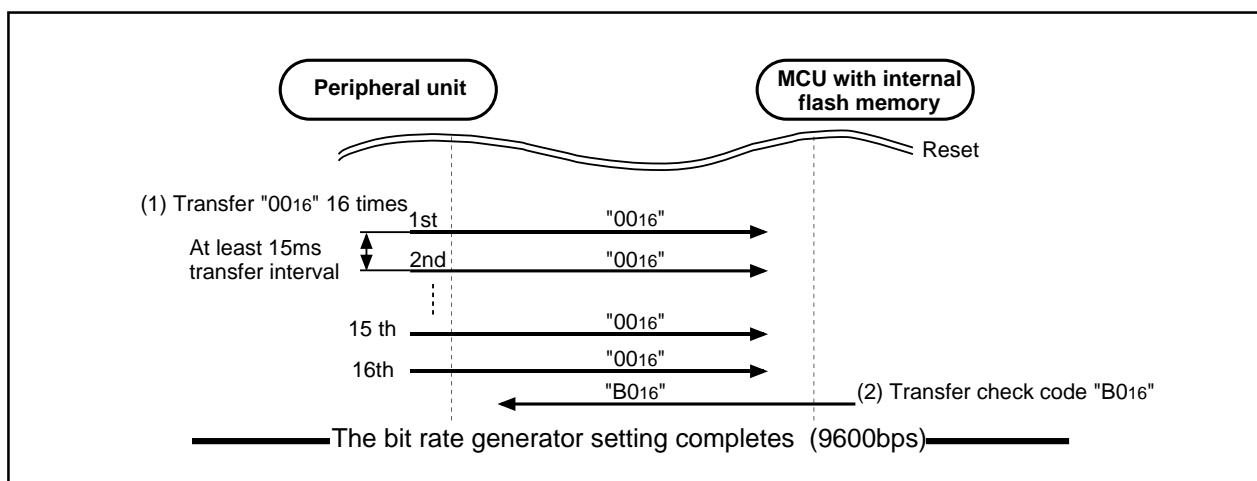 Peripheral unit
MCU with internal
flash memory
Reset
(1) Transfer "0016" 16 times
1st
"0016"
At least 15ms
transfer interval
2nd
"0016"
15 th
"0016"
16th
"0016"
"B016"
(2) Transfer check code "B016"
The bit rate generator setting completes (9600bps)